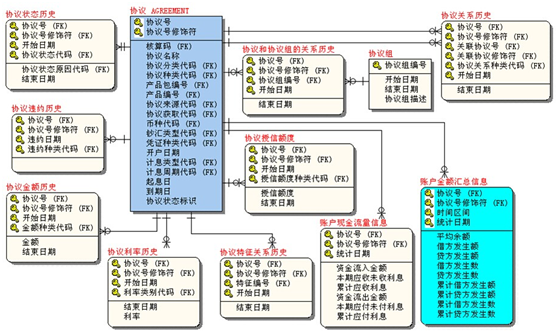 协议状态历史
协议号 (FK)
协议号修饰符 (FK)
开始日期
协议状态代码 (FK)
协议状态原因代码 (FK)
结束日期
协议违约历史
协议号 (FK)
协议号修饰符 (FK)
违约日期
违约种类代码 (FK)
协议金额历史
协议号 (FK)
协议号修饰符 (FK)
开始日期
金额种类代码 (FK)
金额
结束日期
协议 AGREEMENT
协议号
协议号修饰符
核算码 (FK)
协议名称
协议分类代码 (FK)
协议种类代码 (FK)
产品包编号 (FK)
产品编号 (FK)
协议来源代码 (FK)
协议获取代码 (FK)
币种代码 (FK)
钞汇类型代码 (FK)
凭证种类代码 (FK)
开户日期
计息类型代码 (FK)
计息周期代码 (FK)
起息日
到期日
协议状态标识
协议利率历史
协议号 (FK)
协议号修饰符 (FK)
开始日期
利率类别代码 (FK)
结束日期
利率
协议特征关系历史
协议号 (FK)
协议号修饰符 (FK)
特征编号 (FK)
开始日期
结束日期
协议和协议组的关系历史
协议号 (FK)
协议号修饰符 (FK)
协议组编号 (FK)
开始日期
结束日期
协议组
协议组编号
开始日期
结束日期
协议组描述
协议关系历史
协议号 (FK)
协议号修饰符 (FK)
关联协议号 (FK)
关联协议修饰符 (FK)
协议关系种类代码 (FK)
开始日期
结束日期
协议授信额度
协议号 (FK)
协议号修饰符 (FK)
开始日期
授信额度种类代码 (FK)
授信额度
结束日期
账户现金流量信息
协议号 (FK)
协议号修饰符 (FK)
统计日期
资金流入金额
本期应收未收利息
累计应收利息
资金流出金额
本期应付未付利息
累计应付利息
账户金额汇总信息
协议号 (FK)
协议号修饰符 (FK)
时间区间
统计日期
平均余额
借方发生额
贷方发生额
借方发生数
贷方发生数
累计借方发生额
累计贷方发生额
累计借方发生数
累计贷方发生数